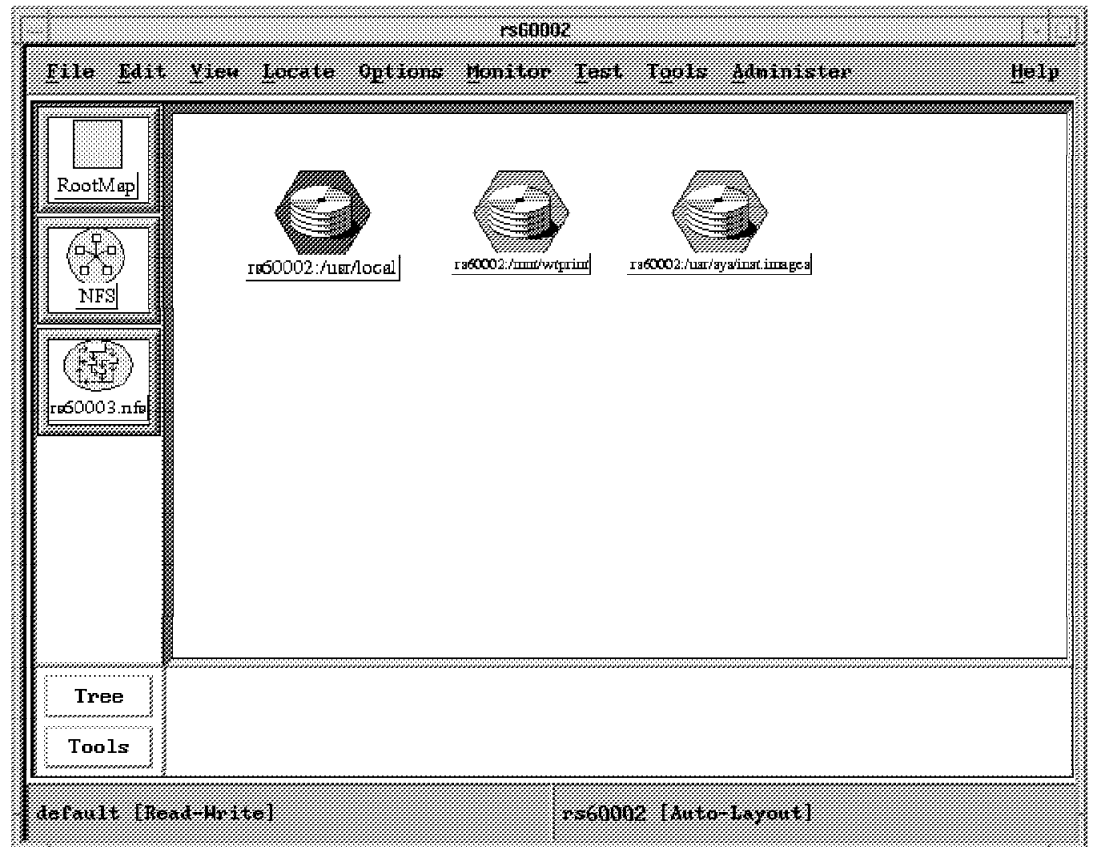 rs60002
File Edit View Locate Options Monitor Test Tools Administer Help
RootMap
NFS
rs60003.nfs
rs60002:/usr/local
rs60002:/mnt/wtprint
rs60002:/usr/sys/inst.images
Tree
Tools
default [Read-Write]
rs60002 [Auto-Layout]